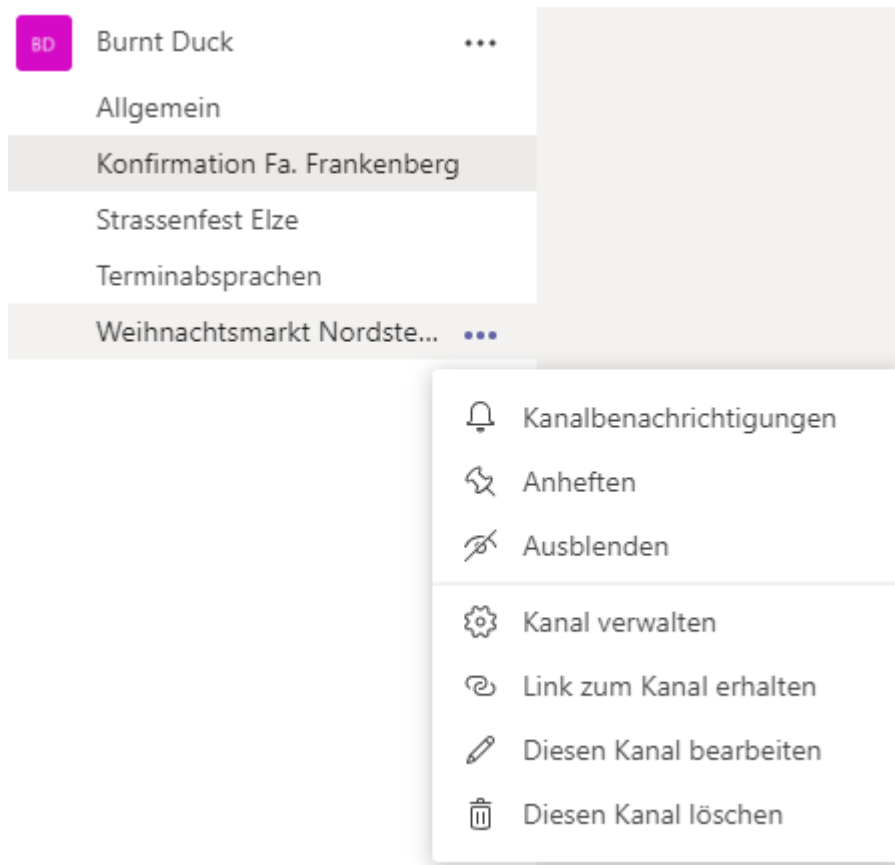 BD
Burnt Duck
Allgemein
Konfirmation Fa. Frankenberg
Strassenfest Elze
Terminabsprachen
Weihnachtsmarkt Nordste...
Kanalbenachrichtigungen
Anheften
Ausblenden
Kanal verwalten
Link zum Kanal erhalten
Diesen Kanal bearbeiten
Diesen Kanal löschen